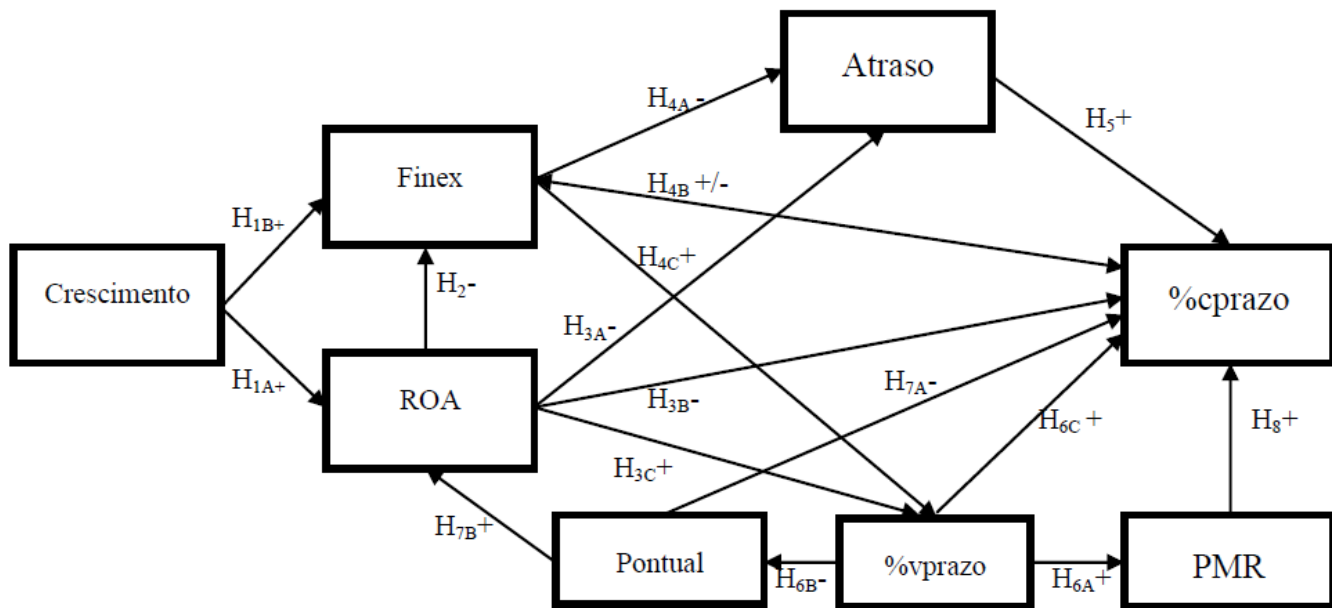 Atraso
H4A -
H5+
Finex
H4B +/-
H1B+
H4C+
H2-
Crescimento
%cprazo
H3A-
H1A+
ROA
H7A-
H3B-
H6C +
H8+
H3C+
H7B+
Pontual
%vprazo
PMR
H6B-
H6A+